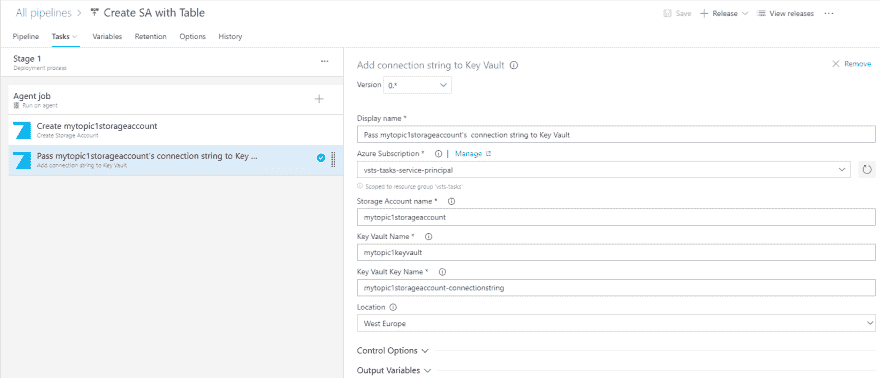 All pipelines > Create SA with Table
Save + Release View releases ...
Pipeline Tasks Variables Retention Options History
Stage 1
Deployment process
...
Agent job
Run on agent
Create mytopic1storageaccount
Create Storage Account
Pass mytopic1storageaccount's connection string to Key ...
Add connection string to Key Vault
Add connection string to Key Vault
Remove
Version 0.*
Display name *
Pass mytopic1storageaccount's connection string to Key Vault
Azure Subscription * | Manage
vsts-tasks-service-principal
Scoped to resource group 'vsts-tasks'
Storage Account name *
mytopic1storageaccount
Key Vault Name *
mytopic1keyvault
Key Vault Key Name *
mytopic1storageaccount-connectionstring
Location
West Europe
Control Options
Output Variables